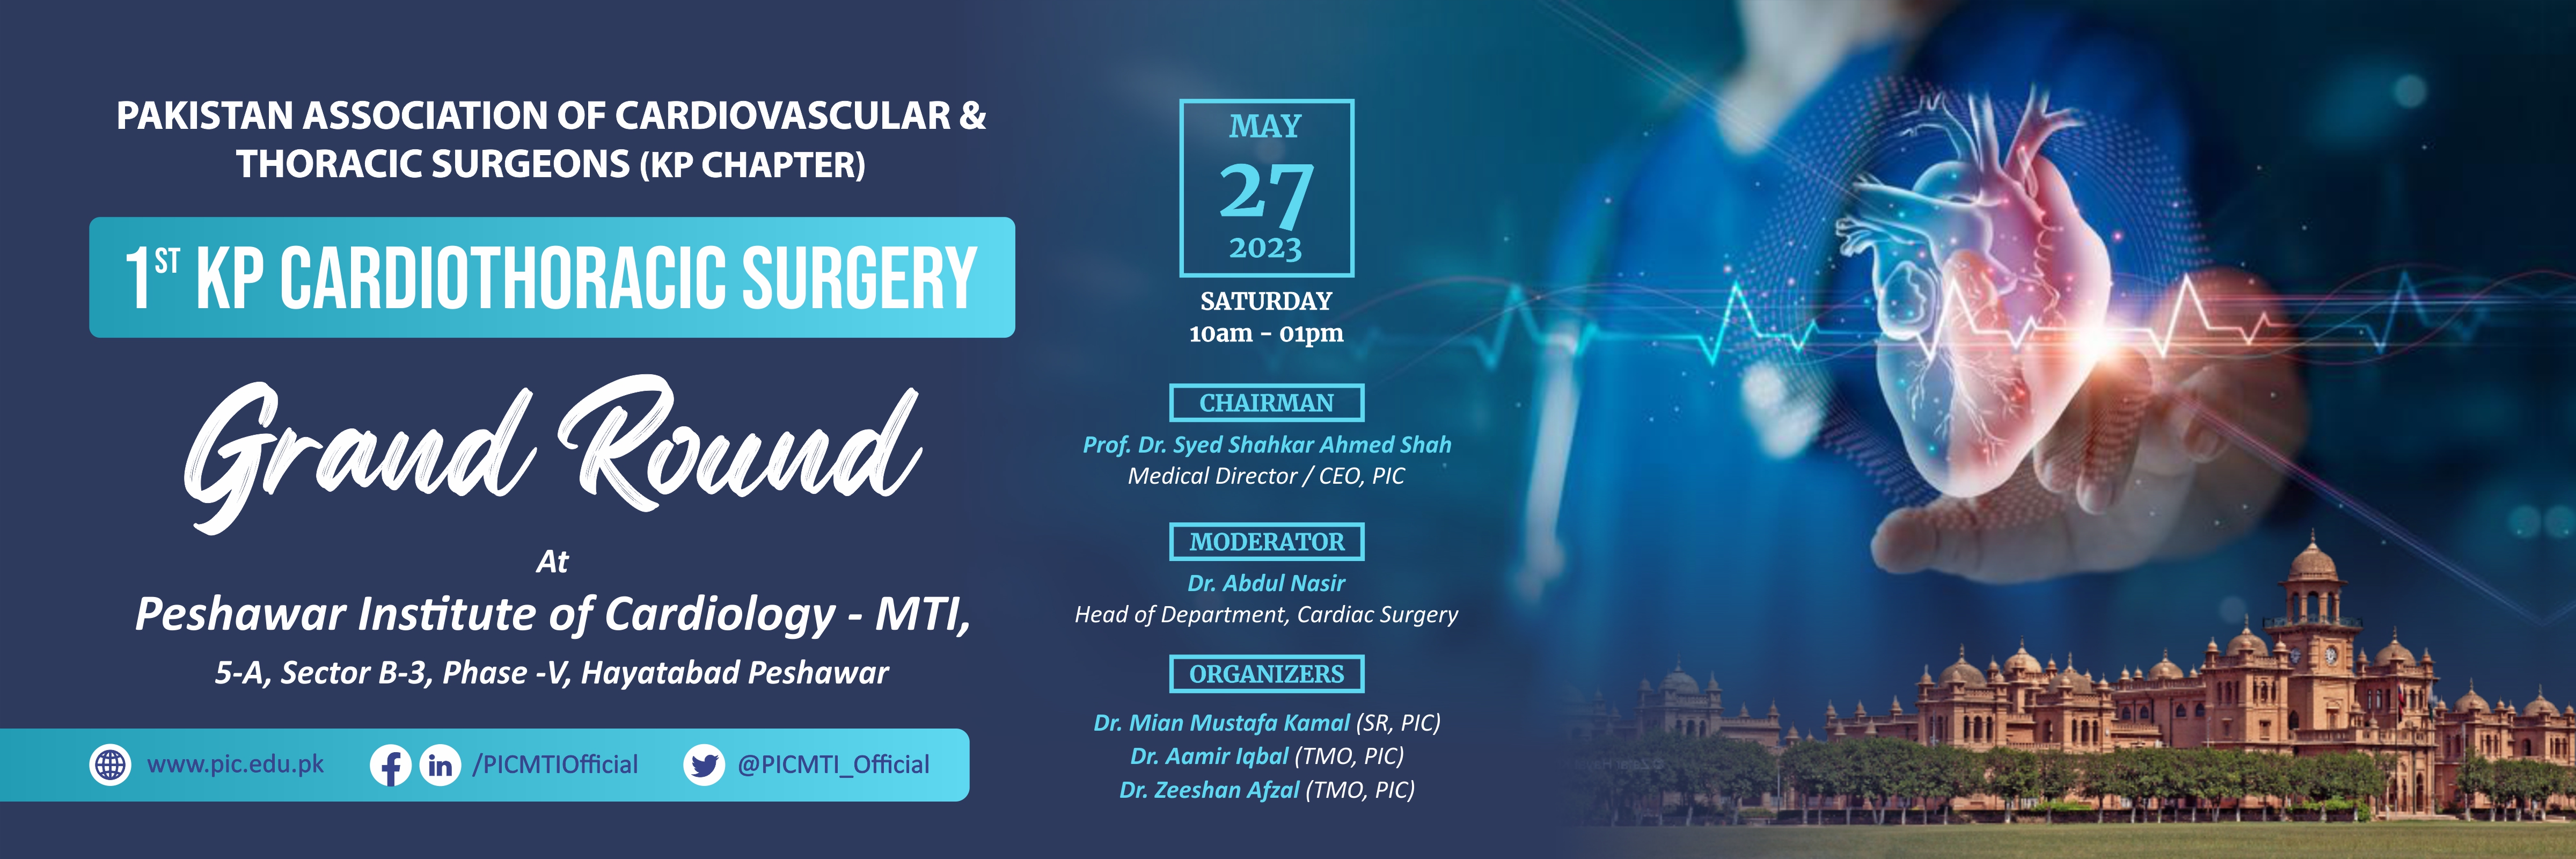 PAKISTAN ASSOCIATION OF CARDIOVASCULAR &
THORACIC SURGEONS (KP CHAPTER)
1ST KP CARDIOTHORACIC SURGERY
Grand Round
At
Peshawar Institute of Cardiology - MTI,
5-A, Sector B-3, Phase -V, Hayatabad Peshawar
www.pic.edu.pk /PICMTIOfficial @PICMTI_Official
MAY
27
2023
SATURDAY
10am - 01pm
CHAIRMAN
Prof. Dr. Syed Shahkar Ahmed Shah
Medical Director / CEO, PIC
MODERATOR
Dr. Abdul Nasir
Head of Department, Cardiac Surgery
ORGANIZERS
Dr. Mian Mustafa Kamal (SR, PIC)
Dr. Aamir Iqbal (TMO, PIC)
Dr. Zeeshan Afzal (TMO, PIC)